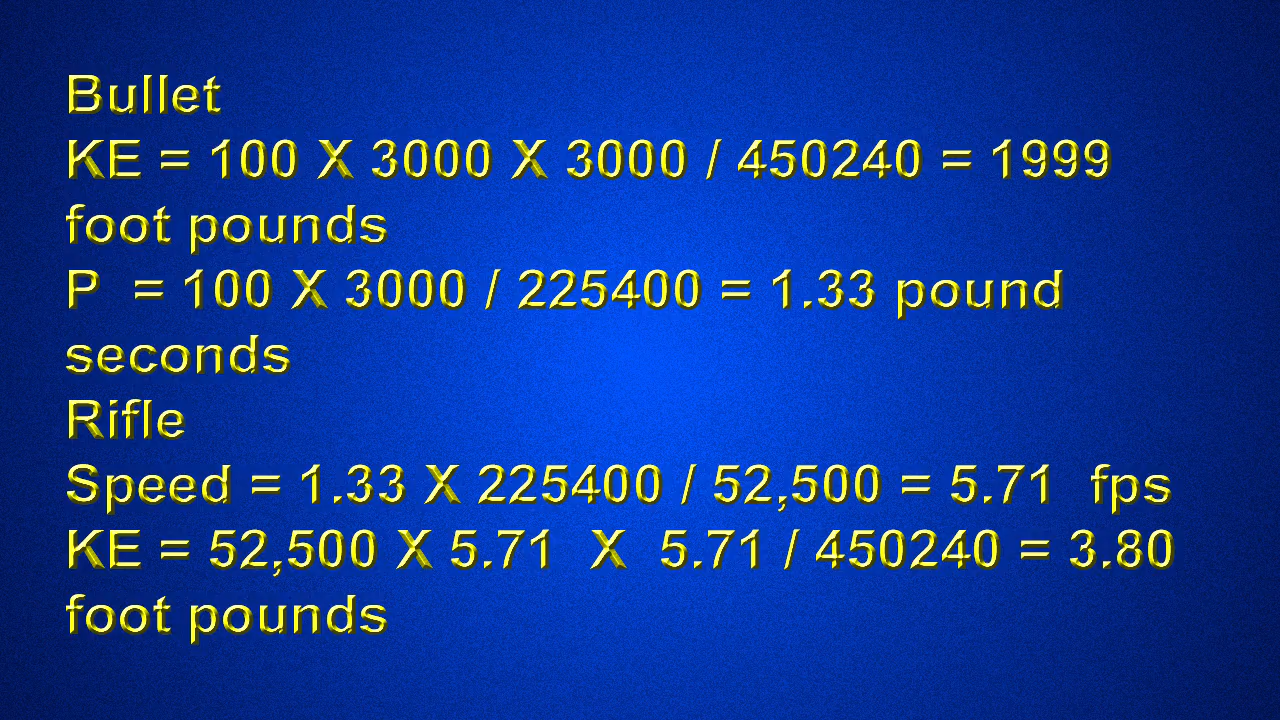 Bullet
KE = 100 X 3000 X 3000 / 450240 = 1999
foot pounds
P  = 100 X 3000 / 225400 = 1.33 pound
seconds
Rifle
Speed = 1.33 X 225400 / 52,500 = 5.71  fps
KE = 52,500 X 5.71  X  5.71 / 450240 = 3.80
foot pounds